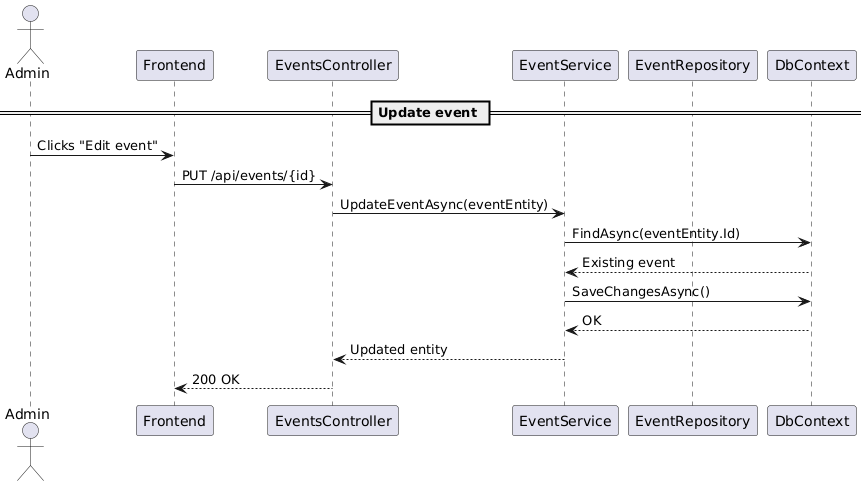 Admin
Frontend
EventsController
EventService
EventRepository
DbContext
Update event
Clicks "Edit event"
PUT /api/events/{id}
UpdateEventAsync(eventEntity)
FindAsync(eventEntity.Id)
Existing event
SaveChangesAsync()
OK
Updated entity
200 OK
Admin
Frontend
EventsController
EventService
EventRepository
DbContext